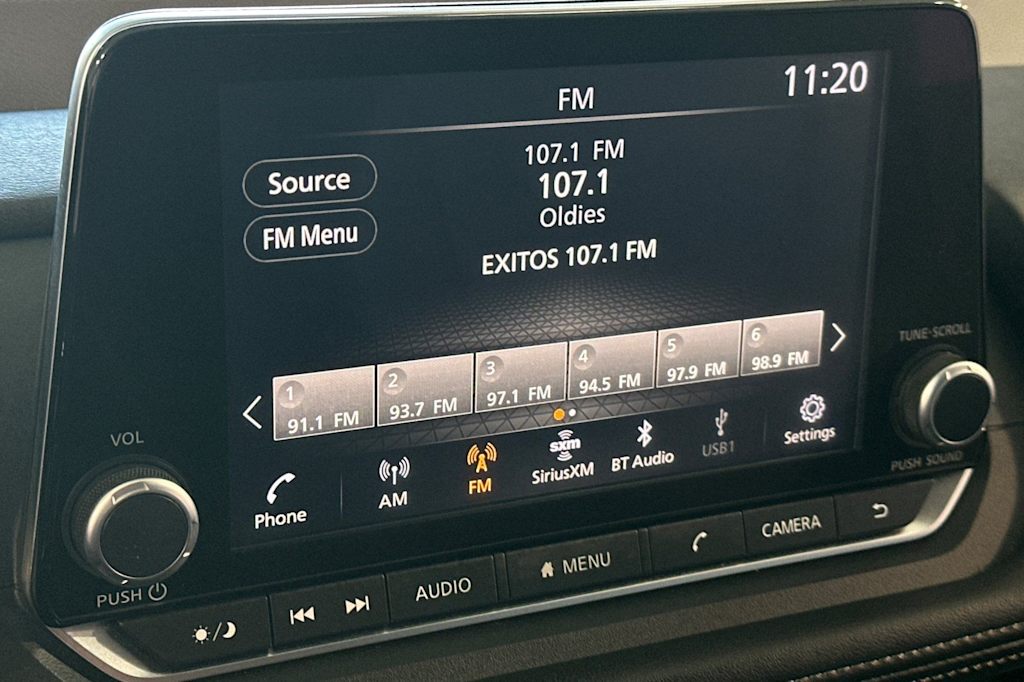 11:20
FM
107.1 FM
107.1
Oldies
EXITOS 107.1 FM
Source
FM Menu
1 2 3 4 5 6
91.1 FM 93.7 FM 97.1 FM 94.5 FM 97.9 FM 98.9 FM
Phone AM FM sxm SiriusXM BT Audio USB1 Settings
VOL
PUSH
TUNE·SCROLL
PUSH SOUND
AUDIO MENU CAMERA